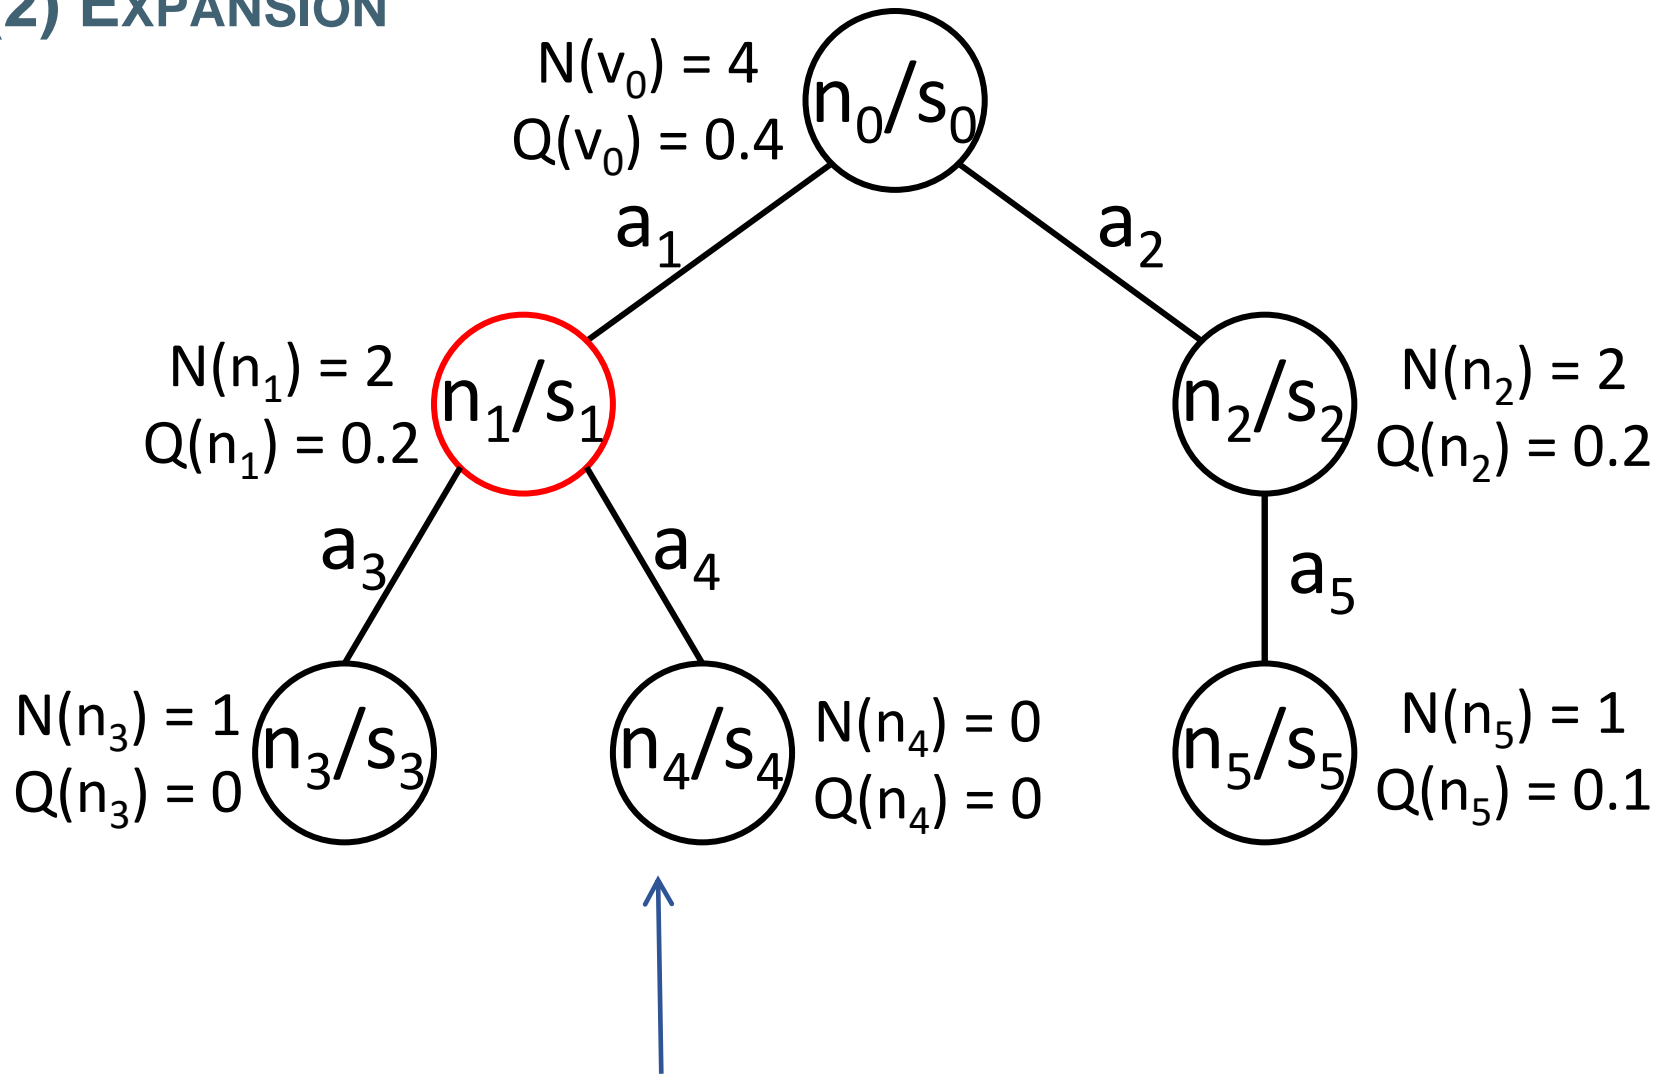 (2) EXPANSION
N(v₀) = 4
Q(v₀) = 0.4
n₀/s₀
a₁
a₂
N(n₁) = 2
Q(n₁) = 0.2
n₁/s₁
n₂/s₂
N(n₂) = 2
Q(n₂) = 0.2
a₃
a₄
a₅
N(n₃) = 1
Q(n₃) = 0
n₃/s₃
n₄/s₄
N(n₄) = 0
Q(n₄) = 0
n₅/s₅
N(n₅) = 1
Q(n₅) = 0.1